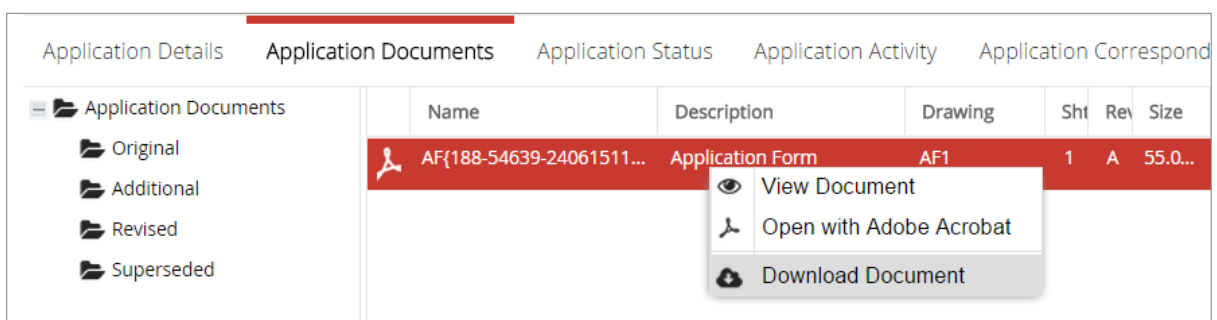 Application Details Application Documents Application Status Application Activity Application Correspond
Application Documents
Original
Additional
Revised
Superseded
Name Description Drawing Sht Rev Size
AF{188-54639-24061511... Application Form AF1 1 A 55.0...
View Document
Open with Adobe Acrobat
Download Document